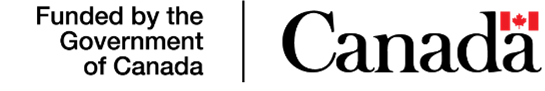 Funded by the
Government
of Canada
Canada